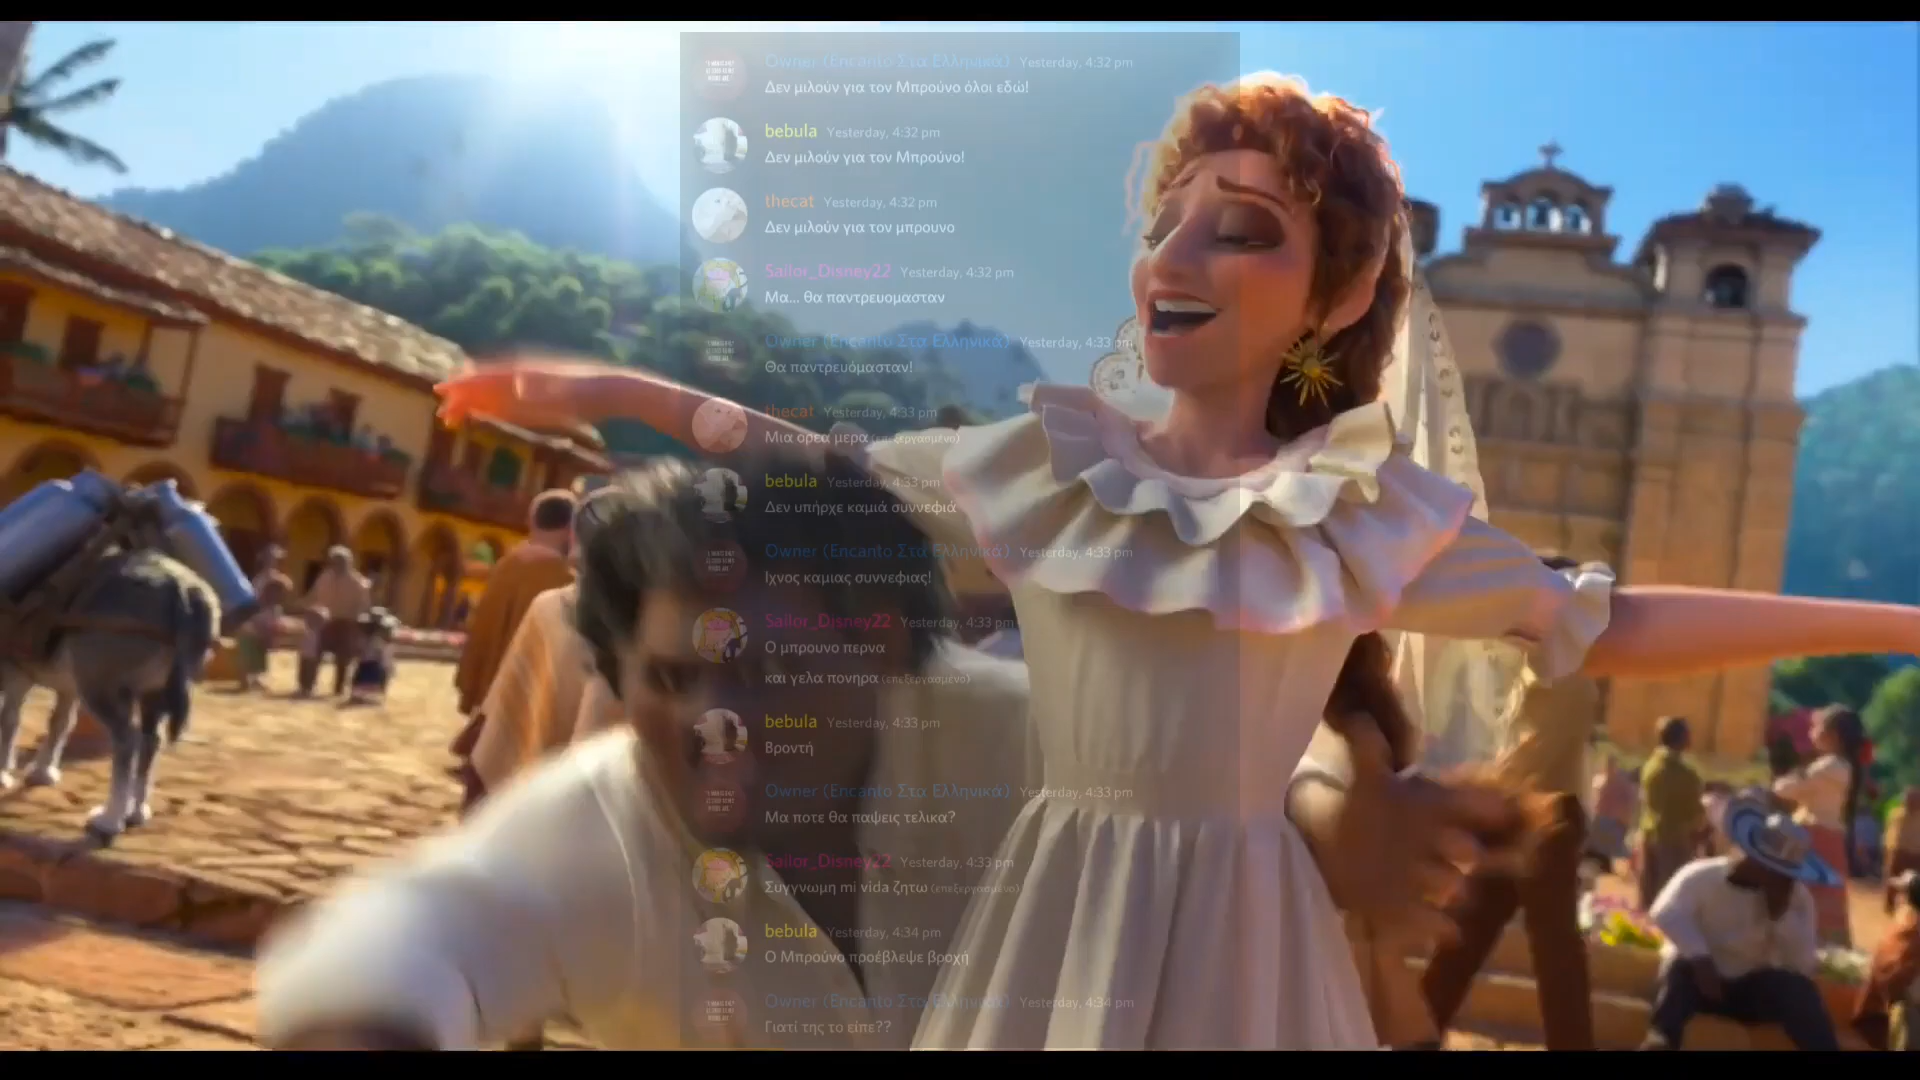 Owner (Encanto Στα Ελληνικά) Yesterday, 4:32 pm
Δεν μιλούν για τον Μπρούνο όλοι εδώ!
bebula Yesterday, 4:32 pm
Δεν μιλούν για τον Μπρούνο!
thecat Yesterday, 4:32 pm
Δεν μιλούν για τον μπρουνο
Sailor_Disney22 Yesterday, 4:32 pm
Μα... θα παντρευομασταν
Owner (Encanto Στα Ελληνικά) Yesterday, 4:33 pm
Θα παντρευόμασταν!
thecat Yesterday, 4:33 pm
Μια ορεα μερα (επεξεργασμένο)
bebula Yesterday, 4:33 pm
Δεν υπήρχε καμιά συννεφιά
Owner (Encanto Στα Ελληνικά) Yesterday, 4:33 pm
Ιχνος καμιας συννεφιας!
Sailor_Disney22 Yesterday, 4:33 pm
Ο μπρουνο περνα
και γελα πονηρα (επεξεργασμένο)
bebula Yesterday, 4:33 pm
Βροντή
Owner (Encanto Στα Ελληνικά) Yesterday, 4:33 pm
Μα ποτε θα παψεις τελικα?
Sailor_Disney22 Yesterday, 4:33 pm
Συγγνωμη mi vida ζητω (επεξεργασμένο)
bebula Yesterday, 4:34 pm
Ο Μπρούνο προέβλεψε βροχή
Owner (Encanto Στα Ελληνικά) Yesterday, 4:34 pm
Γιατί της το είπε??